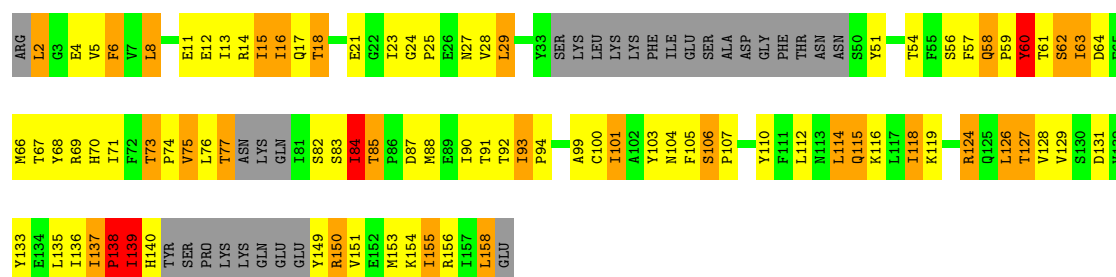 ARG L2 G3 E4 V5 F6 V7 L8 E11 E12 I13 R14 I15 I16 Q17 T18 E21 G22 I23 G24 P25 E26 N27 V28 L29 Y33 SER LYS LEU LYS LYS PHE ILE GLU SER ALA ASP GLY PHE THR ASN ASN S50 Y51 T54 F55 S56 F57 Q58 P59 Y60 T61 S62 I63 D64
M66 T67 Y68 R69 H70 I71 F72 T73 P74 V75 L76 T77 ASN LYS GLN I81 S82 S83 I84 T85 P86 D87 M88 E89 I90 T91 T92 I93 P94 A99 C100 I101 A102 Y103 N104 F105 S106 P107 Y110 F111 L112 N113 L114 Q115 K116 L117 I118 K119 R124 Q125 L126 T127 V128 V129 S130 D131
Y133 E134 L135 I136 I137 P138 I139 H140 TYR SER PRO LYS LYS GLN GLU GLU Y149 R150 V151 E152 M153 K154 I155 R156 I157 L158 GLU